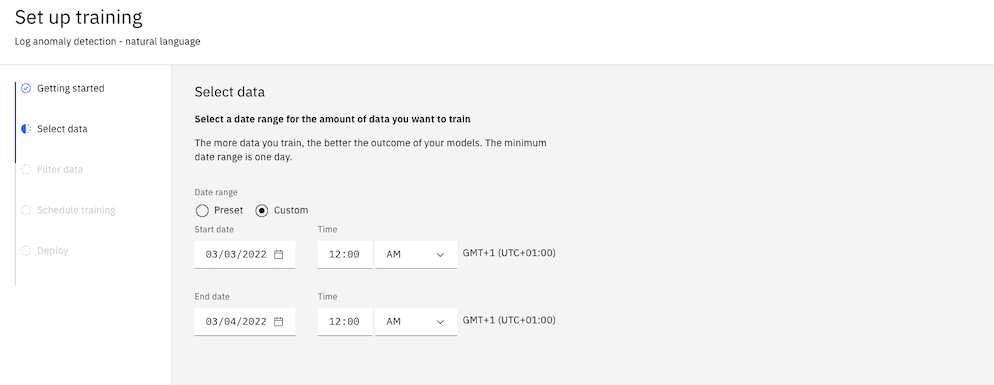 Set up training
Log anomaly detection - natural language
Getting started
Select data
Filter data
Schedule training
Deploy
Select data
Select a date range for the amount of data you want to train
The more data you train, the better the outcome of your models. The minimum
date range is one day.
Date range
Preset Custom
Start date Time
03/03/2022 12:00 AM GMT+1 (UTC+01:00)
End date Time
03/04/2022 12:00 AM GMT+1 (UTC+01:00)